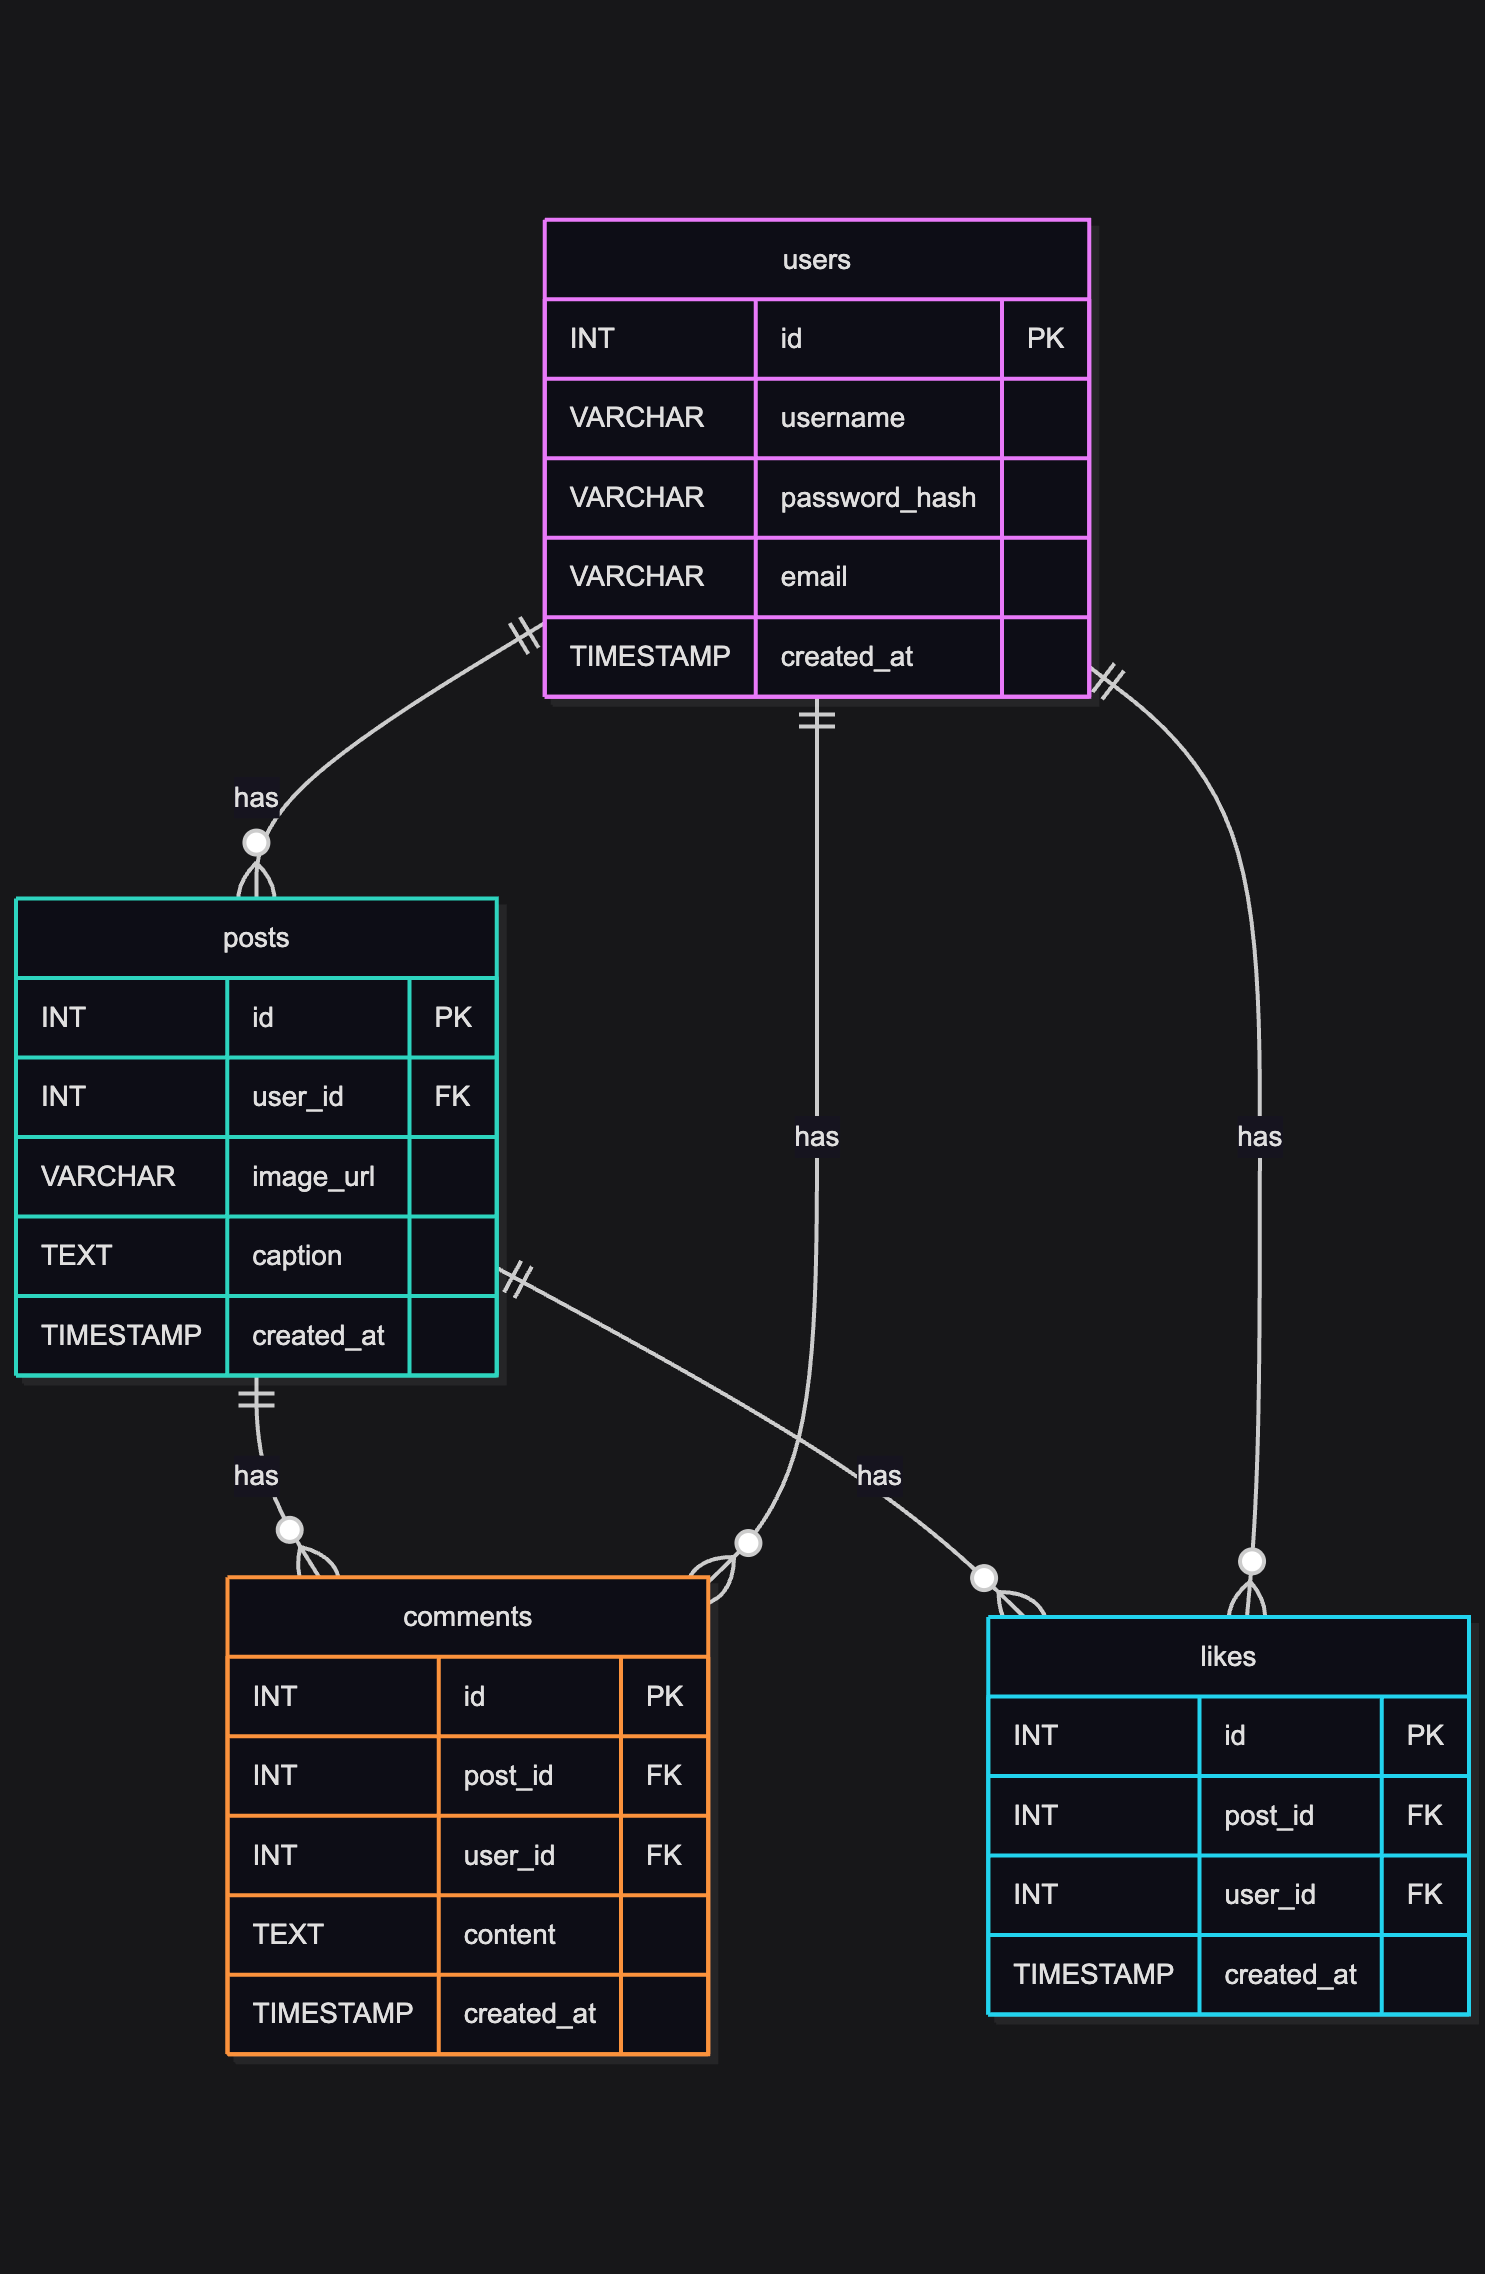 users
INT id PK
VARCHAR username
VARCHAR password_hash
VARCHAR email
TIMESTAMP created_at
has
posts
INT id PK
INT user_id FK
VARCHAR image_url
TEXT caption
TIMESTAMP created_at
has
has
has
has
comments
INT id PK
INT post_id FK
INT user_id FK
TEXT content
TIMESTAMP created_at
likes
INT id PK
INT post_id FK
INT user_id FK
TIMESTAMP created_at